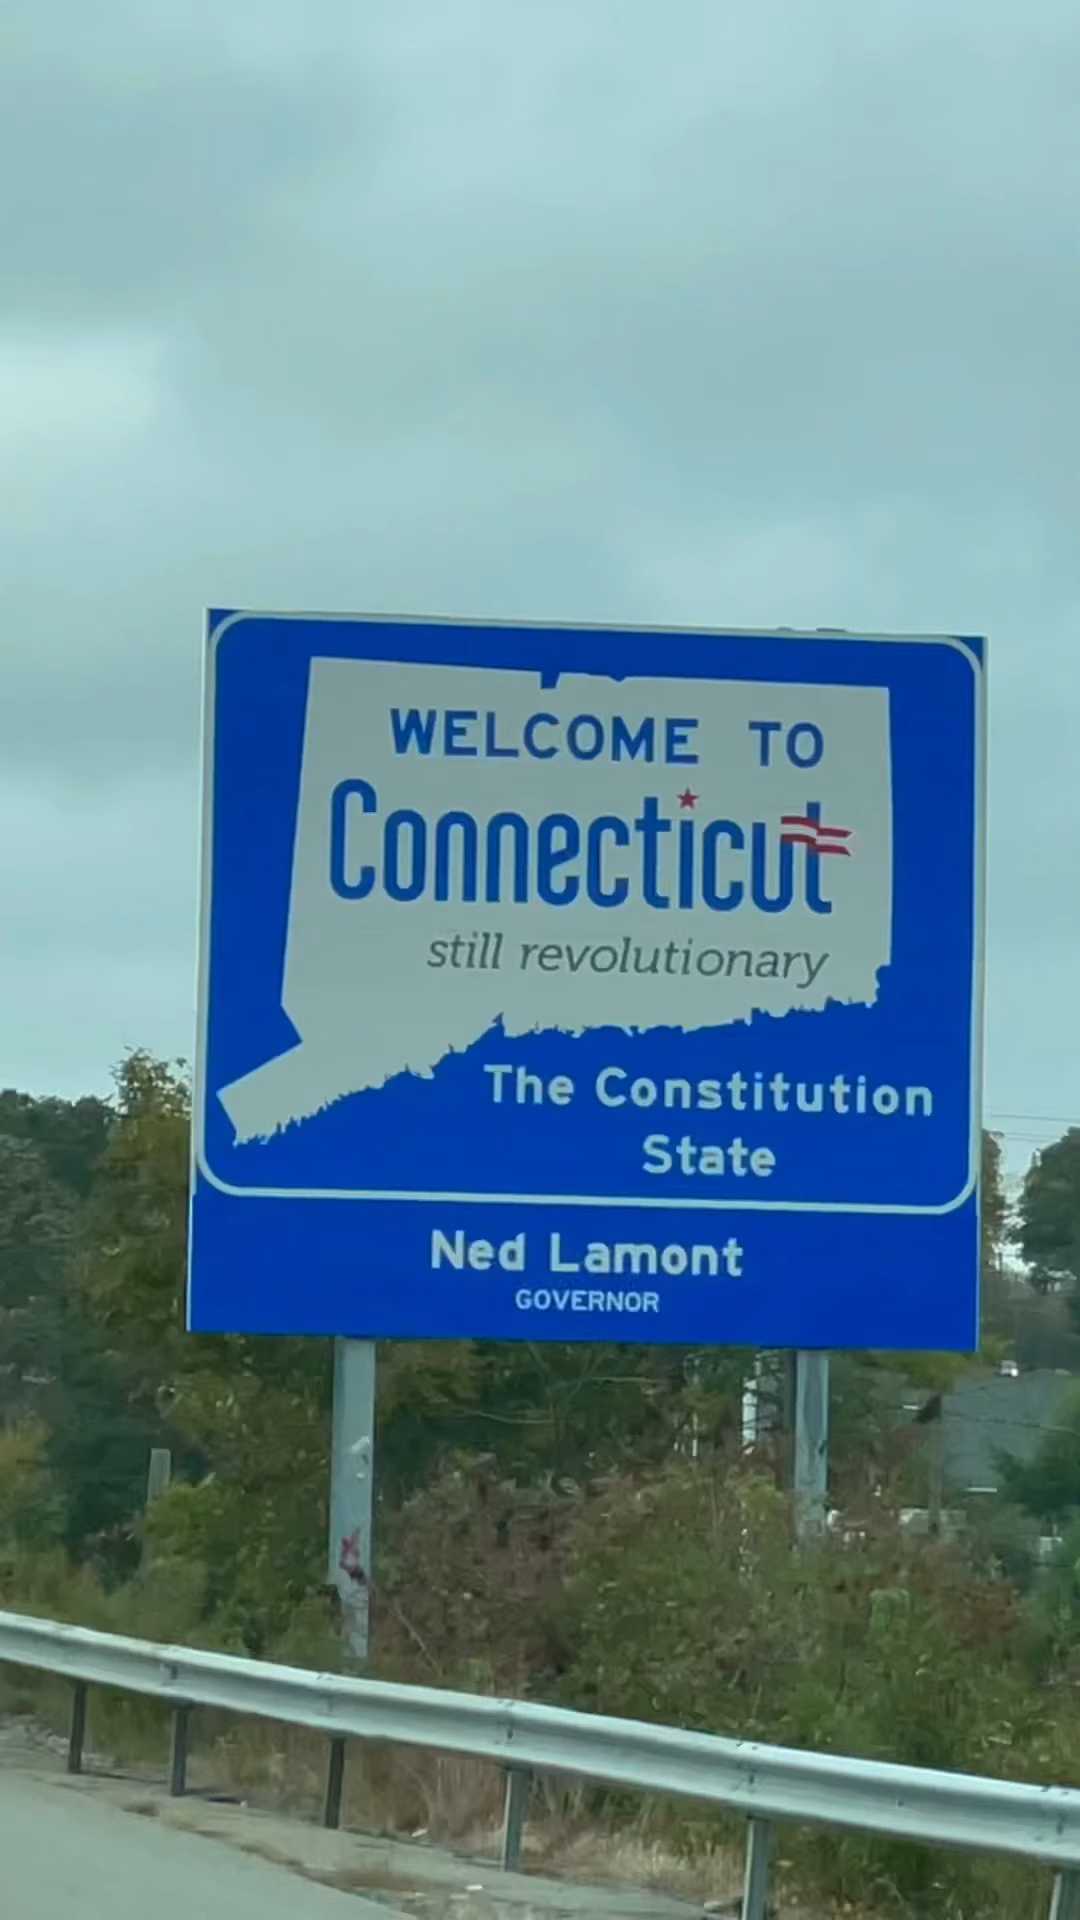 WELCOME TO
Connecticut
still revolutionary
The Constitution
State
Ned Lamont
GOVERNOR